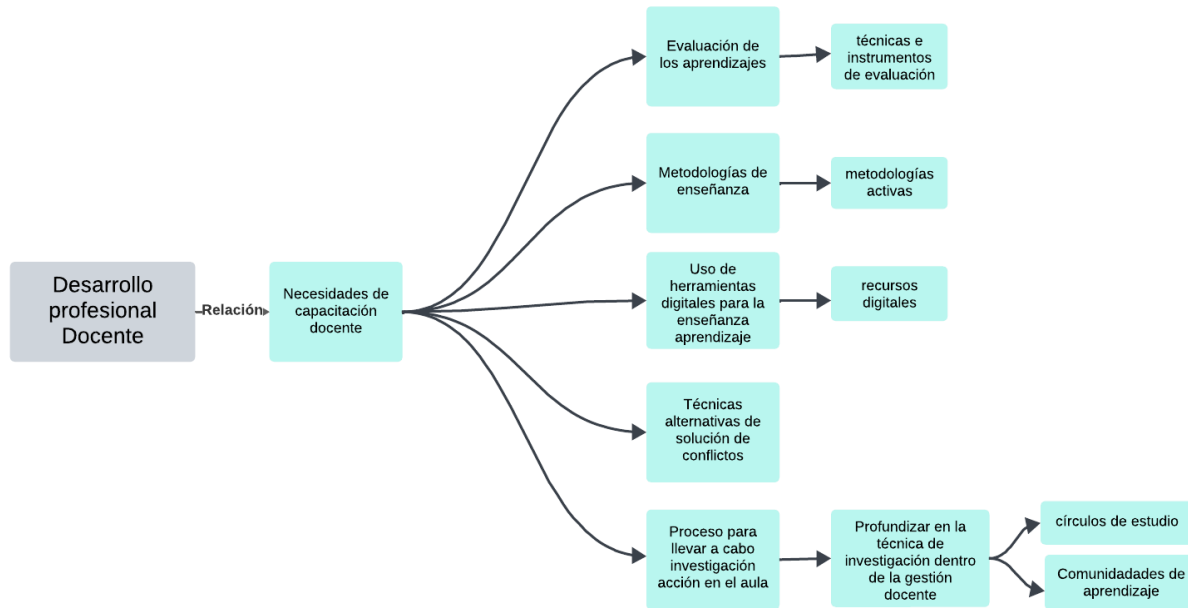 Desarrollo
profesional
Docente
Relación
Necesidades de
capacitación
docente
Evaluación de
los aprendizajes
técnicas e
instrumentos
de evaluación
Metodologías de
enseñanza
metodologías
activas
Uso de
herramientas
digitales para la
enseñanza
aprendizaje
recursos
digitales
Técnicas
alternativas de
solución de
conflictos
Proceso para
llevar a cabo
investigación
acción en el aula
Profundizar en la
técnica de
investigación dentro
de la gestión
docente
círculos de estudio
Comunidadades de
aprendizaje